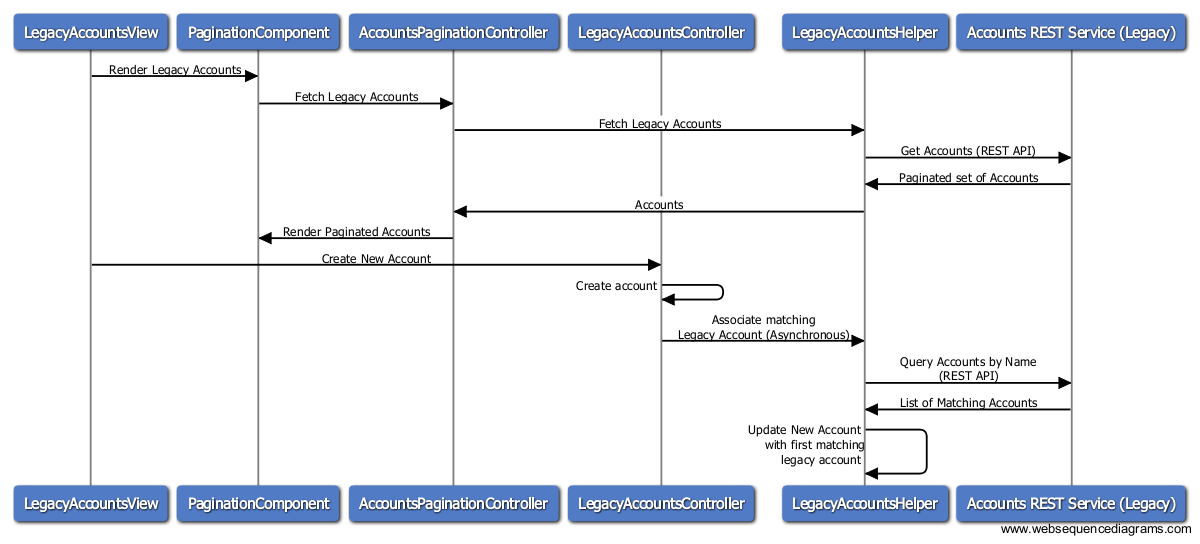 LegacyAccountsView
PaginationComponent
AccountsPaginationController
LegacyAccountsController
LegacyAccountsHelper
Accounts REST Service (Legacy)
Render Legacy Accounts
Fetch Legacy Accounts
Fetch Legacy Accounts
Get Accounts (REST API)
Paginated set of Accounts
Accounts
Render Paginated Accounts
Create New Account
Create account
Associate matching
Legacy Account (Asynchronous)
Query Accounts by Name
(REST API)
List of Matching Accounts
Update New Account
with first matching
legacy account
LegacyAccountsView
PaginationComponent
AccountsPaginationController
LegacyAccountsController
LegacyAccountsHelper
Accounts REST Service (Legacy)
www.websequencediagrams.com